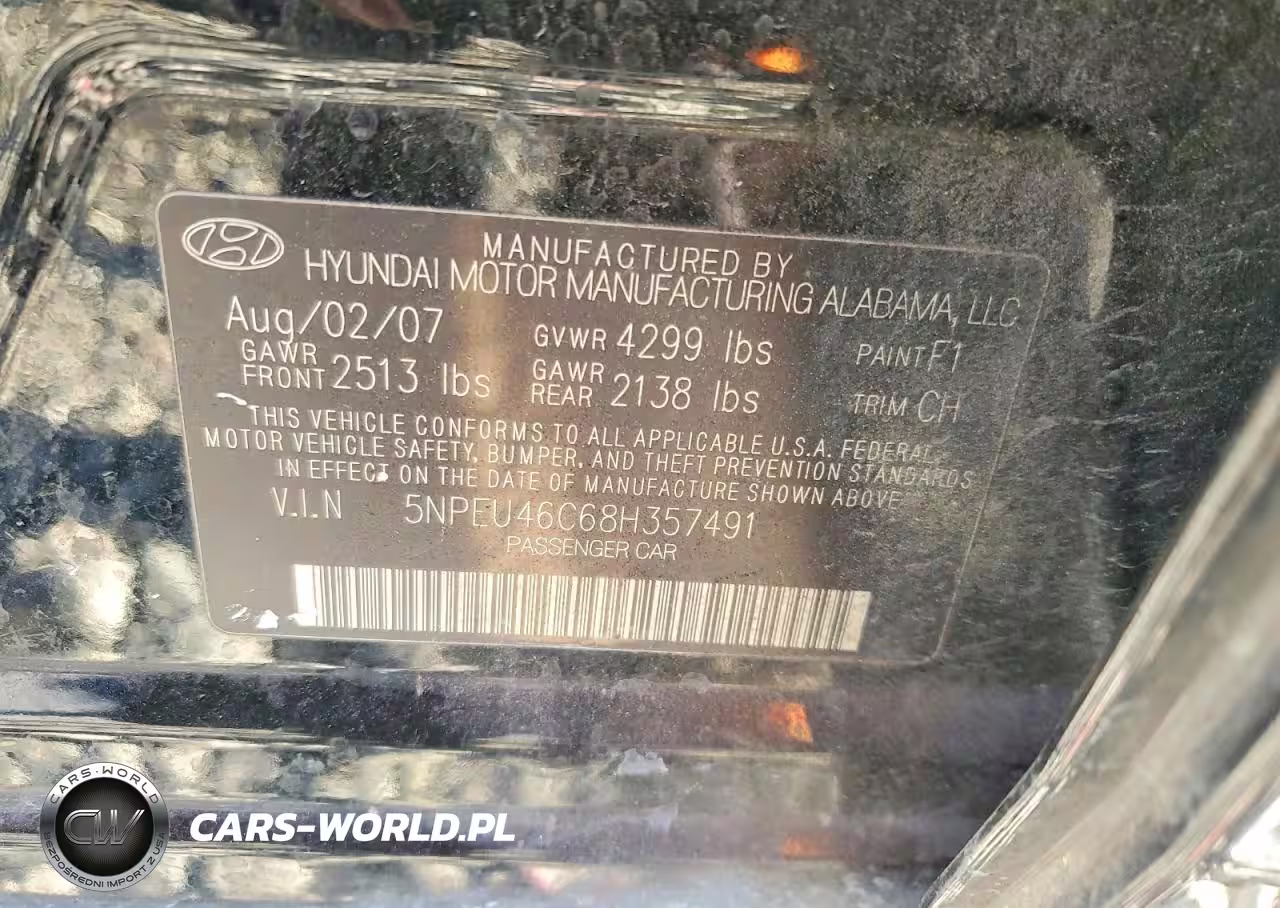 MANUFACTURED BY
HYUNDAI MOTOR MANUFACTURING ALABAMA, LLC
Aug/02/07 GVWR 4299 lbs PAINT F1
GAWR FRONT 2513 lbs GAWR REAR 2138 lbs TRIM CH
THIS VEHICLE CONFORMS TO ALL APPLICABLE U.S.A. FEDERAL
MOTOR VEHICLE SAFETY, BUMPER, AND THEFT PREVENTION STANDARDS
IN EFFECT ON THE DATE OF MANUFACTURE SHOWN ABOVE
V.I.N 5NPEU46C68H357491
PASSENGER CAR
CARS-WORLD
CW
BEZPOŚREDNI IMPORT Z USA
CARS-WORLD.PL